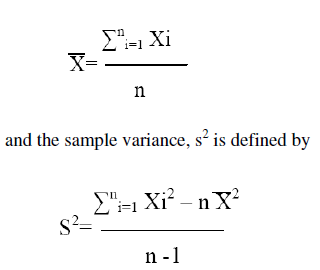 ∑ⁿᵢ₌₁ Xi
X̅=
n
and the sample variance, s² is defined by
∑ⁿᵢ₌₁ Xi² – n X̅²
S²=
n -1